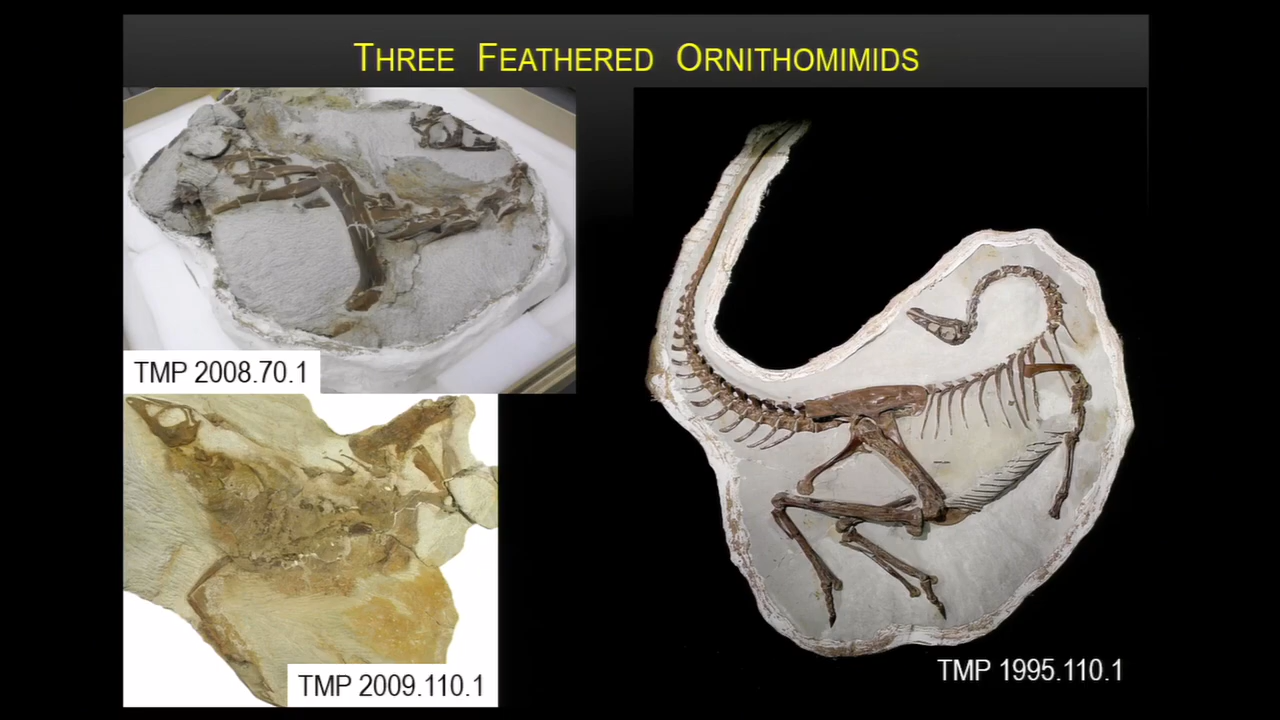 THREE FEATHERED ORNITHOMIMIDS
TMP 2008.70.1
TMP 2009.110.1
TMP 1995.110.1